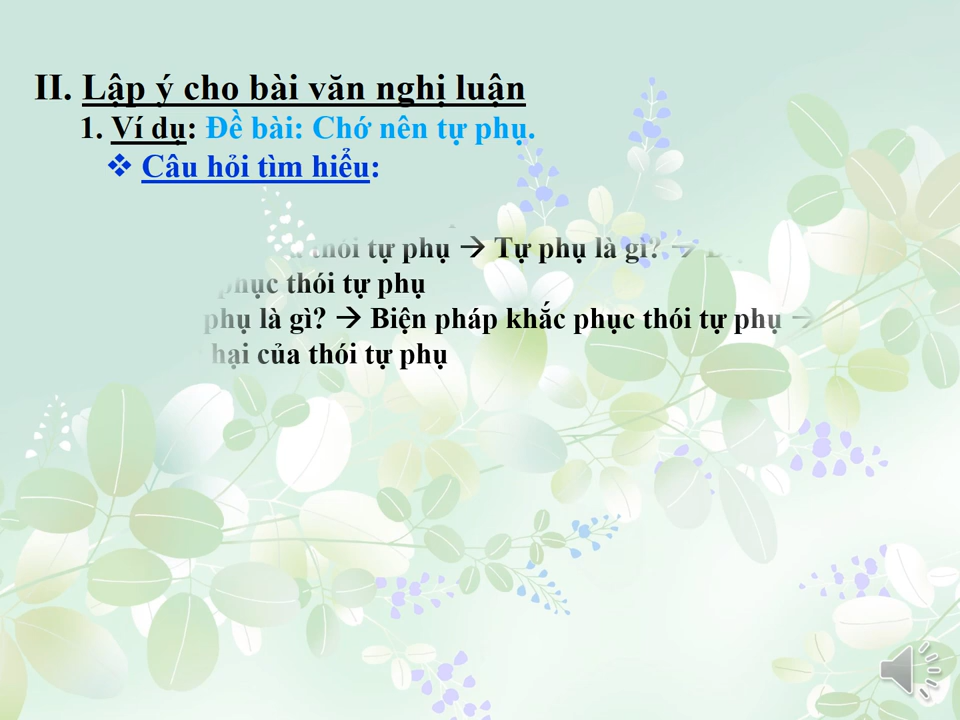 II. Lập ý cho bài văn nghị luận
1. Ví dụ: Đề bài: Chớ nên tự phụ.
❖ Câu hỏi tìm hiểu:
thói tự phụ → Tự phụ là gì? →
phục thói tự phụ
phụ là gì? → Biện pháp khắc phục thói tự phụ →
hại của thói tự phụ